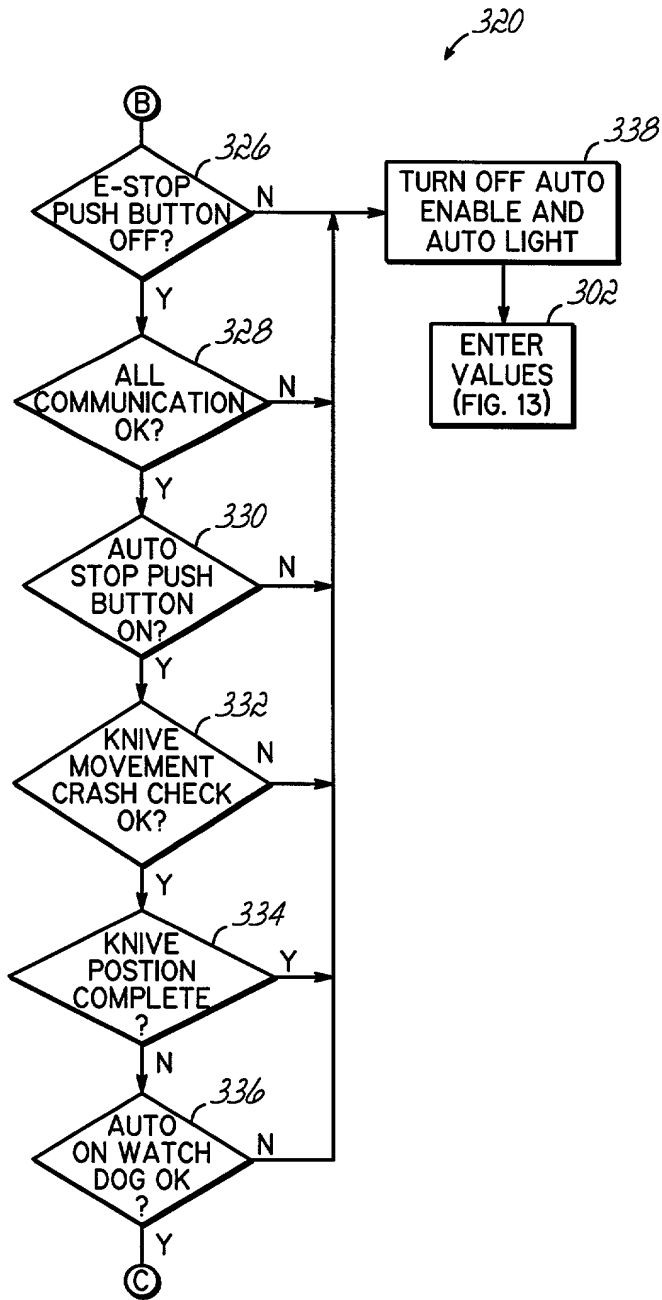 320
B
326
E-STOP
PUSH BUTTON
OFF?
N
Y
338
TURN OFF AUTO
ENABLE AND
AUTO LIGHT
302
ENTER
VALUES
(FIG. 13)
328
ALL
COMMUNICATION
OK?
N
Y
330
AUTO
STOP PUSH
BUTTON
ON?
N
Y
332
KNIVE
MOVEMENT
CRASH CHECK
OK?
N
Y
334
KNIVE
POSTION
COMPLETE
?
Y
N
336
AUTO
ON WATCH
DOG OK
?
N
Y
C